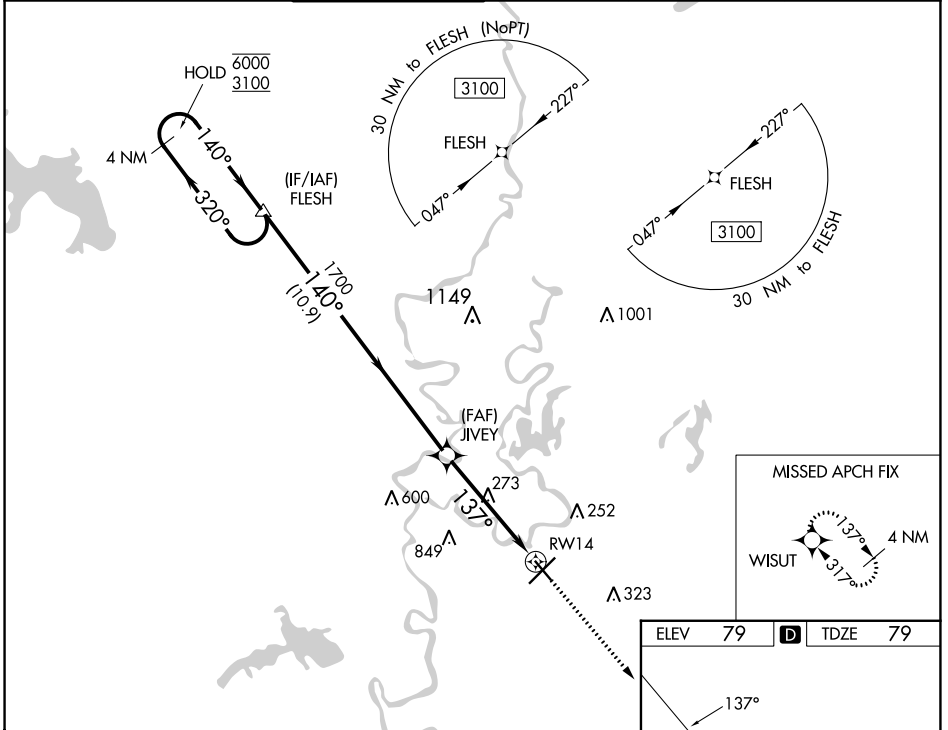 HOLD 6000
3100
4 NM
140°
320°
(IF/IAF)
FLESH
30 NM to FLESH (NoPT)
3100
227°
FLESH
047°
227°
FLESH
047°
3100
30 NM to FLESH
1700
140°
(10.9)
1149
1001
(FAF)
JIVEY
600
273
137°
252
849
RW14
323
MISSED APCH FIX
137°
4 NM
WISUT
317°
ELEV 79 D TDZE 79
137°